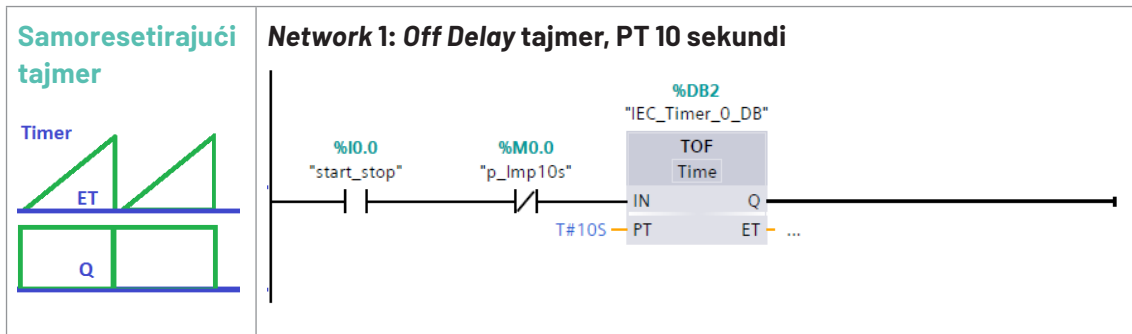 Samoresetirajući
tajmer
Timer
ET
Q
Network 1: Off Delay tajmer, PT 10 sekundi
%DB2
"IEC_Timer_0_DB"
%I0.0
"start_stop"
%M0.0
"p_Imp10s"
TOF
Time
IN
Q
T#10S
PT
ET
...